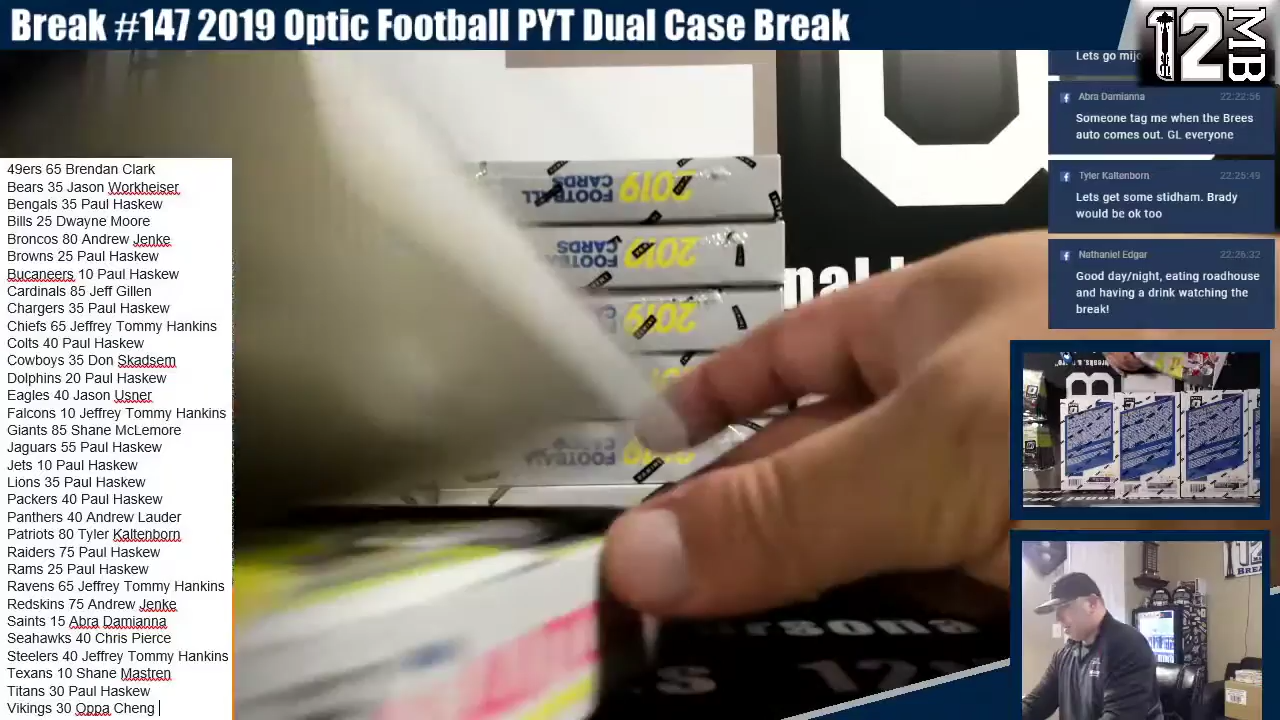 Break #147 2019 Optic Football PYT Dual Case Break
12
MB
49ers 65 Brendan Clark
Bears 35 Jason Workheiser
Bengals 35 Paul Haskew
Bills 25 Dwayne Moore
Broncos 80 Andrew Jenke
Browns 25 Paul Haskew
Bucaneers 10 Paul Haskew
Cardinals 85 Jeff Gillen
Chargers 35 Paul Haskew
Chiefs 65 Jeffrey Tommy Hankins
Colts 40 Paul Haskew
Cowboys 35 Don Skadsem
Dolphins 20 Paul Haskew
Eagles 40 Jason Usner
Falcons 10 Jeffrey Tommy Hankins
Giants 85 Shane McLemore
Jaguars 55 Paul Haskew
Jets 10 Paul Haskew
Lions 35 Paul Haskew
Packers 40 Paul Haskew
Panthers 40 Andrew Lauder
Patriots 80 Tyler Kaltenborn
Raiders 75 Paul Haskew
Rams 25 Paul Haskew
Ravens 65 Jeffrey Tommy Hankins
Redskins 75 Andrew Jenke
Saints 15 Abra Damianna
Seahawks 40 Chris Pierce
Steelers 40 Jeffrey Tommy Hankins
Texans 10 Shane Mastren
Titans 30 Paul Haskew
Vikings 30 Oppa Cheng
2019 FOOTBALL CARDS
2019 FOOTBALL CARDS
2019
FOOTBALL CARDS
PANINI
Lets go mijo
Abra Damianna 22:22:56
Someone tag me when the Brees
auto comes out. GL everyone
Tyler Kaltenborn 22:25:49
Lets get some stidham. Brady
would be ok too
Nathaniel Edgar 22:26:32
Good day/night, eating roadhouse
and having a drink watching the
break!